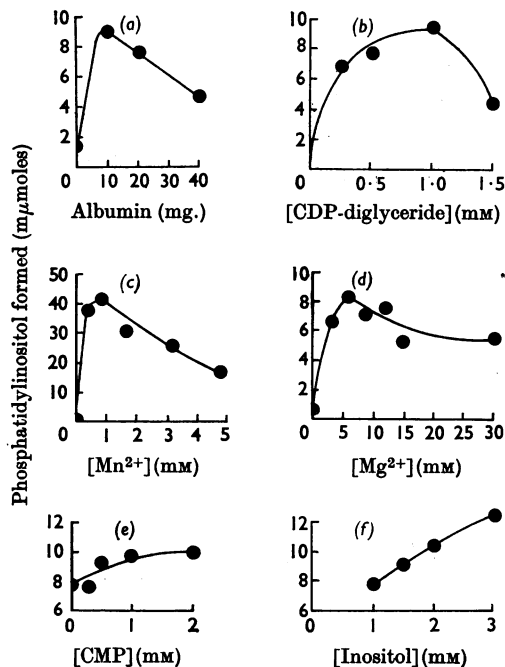 Phosphatidylinositol formed (mμmoles)
(a)
10
8
6
4
2
0 10 20 30 40
Albumin (mg.)
(b)
10
8
6
4
2
0 0·5 1·0 1·5
[CDP-diglyceride] (mM)
(c)
50
40
30
20
10
0 1 2 3 4 5
[Mn2+] (mM)
(d)
10
8
6
4
2
0 5 10 15 20 25 30
[Mg2+] (mM)
(e)
12
10
8
6
0 1 2
[CMP] (mM)
(f)
12
10
8
6
0 1 2 3
[Inositol] (mM)